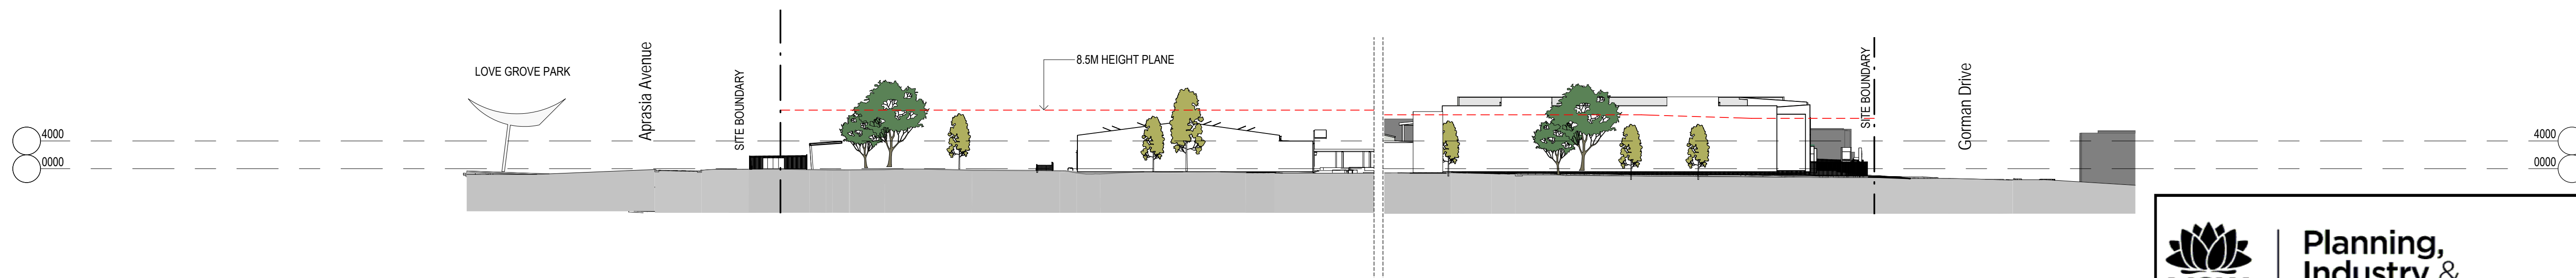 LOVE GROVE PARK
Aprasia Avenue
SITE BOUNDARY
8.5M HEIGHT PLANE
SITE BOUNDARY
Gorman Drive
4000
0000
4000
0000
Planning,
Industry &